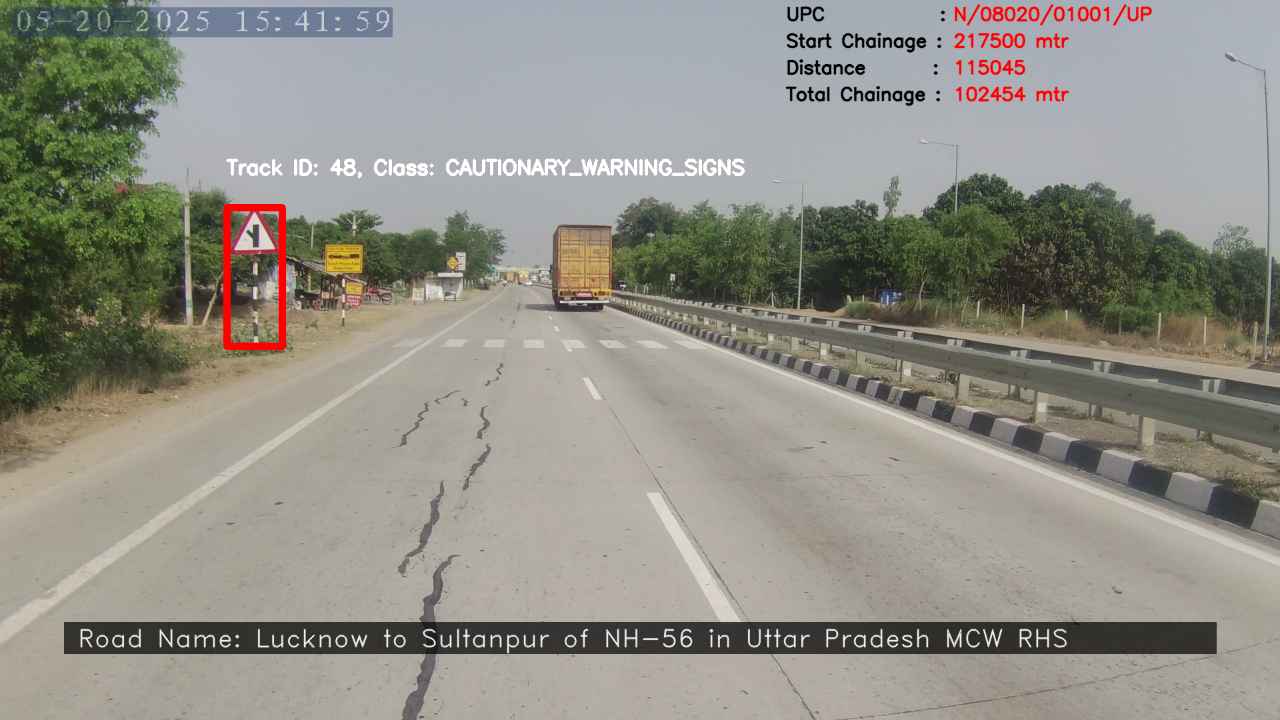 05-20-2025 15:41:59
UPC : N/08020/01001/UP
Start Chainage : 217500 mtr
Distance : 115045
Total Chainage : 102454 mtr
Track ID: 48, Class: CAUTIONARY_WARNING_SIGNS
Road Name: Lucknow to Sultanpur of NH-56 in Uttar Pradesh MCW RHS